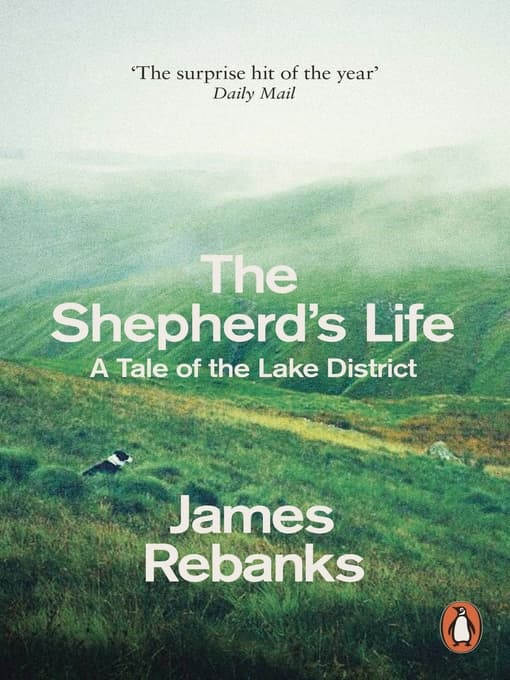 ‘The surprise hit of the year’
Daily Mail
The
Shepherd’s Life
A Tale of the Lake District
James
Rebanks